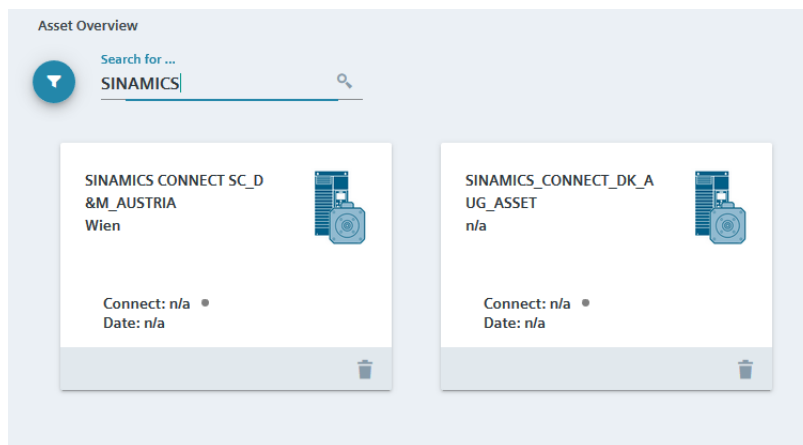 Asset Overview
Search for ...
SINAMICS
SINAMICS CONNECT SC_D
&M_AUSTRIA
Wien
Connect: n/a
Date: n/a
SINAMICS_CONNECT_DK_A
UG_ASSET
n/a
Connect: n/a
Date: n/a